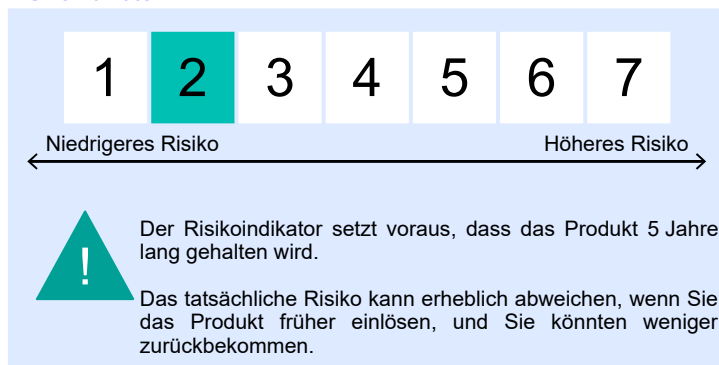 1 2 3 4 5 6 7
Niedrigeres Risiko Höheres Risiko
!
Der Risikoindikator setzt voraus, dass das Produkt 5 Jahre
lang gehalten wird.
Das tatsächliche Risiko kann erheblich abweichen, wenn Sie
das Produkt früher einlösen, und Sie könnten weniger
zurückbekommen.